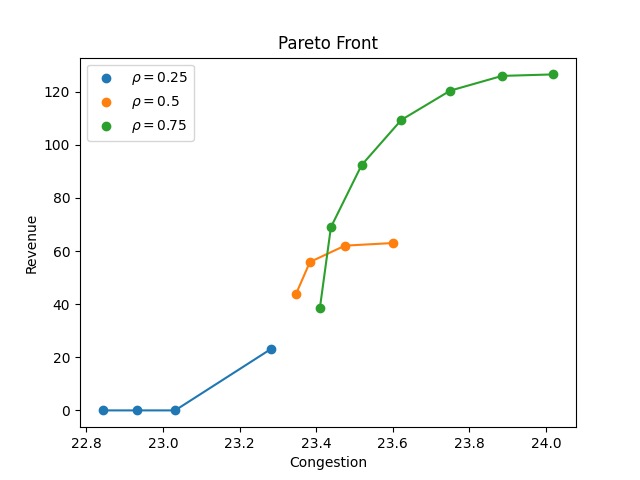 Pareto Front
ρ = 0.25
ρ = 0.5
ρ = 0.75
Revenue
120
100
80
60
40
20
0
22.8 23.0 23.2 23.4 23.6 23.8 24.0
Congestion